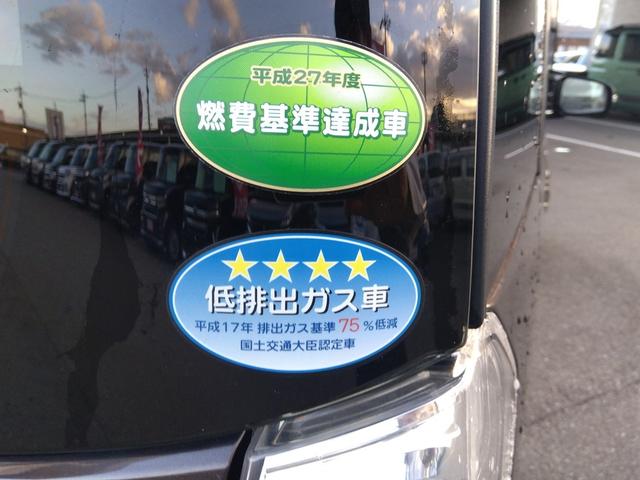 平成27年度
燃費基準達成車
★★★★
低排出ガス車
平成17年 排出ガス基準 75 %低減
国土交通大臣認定車